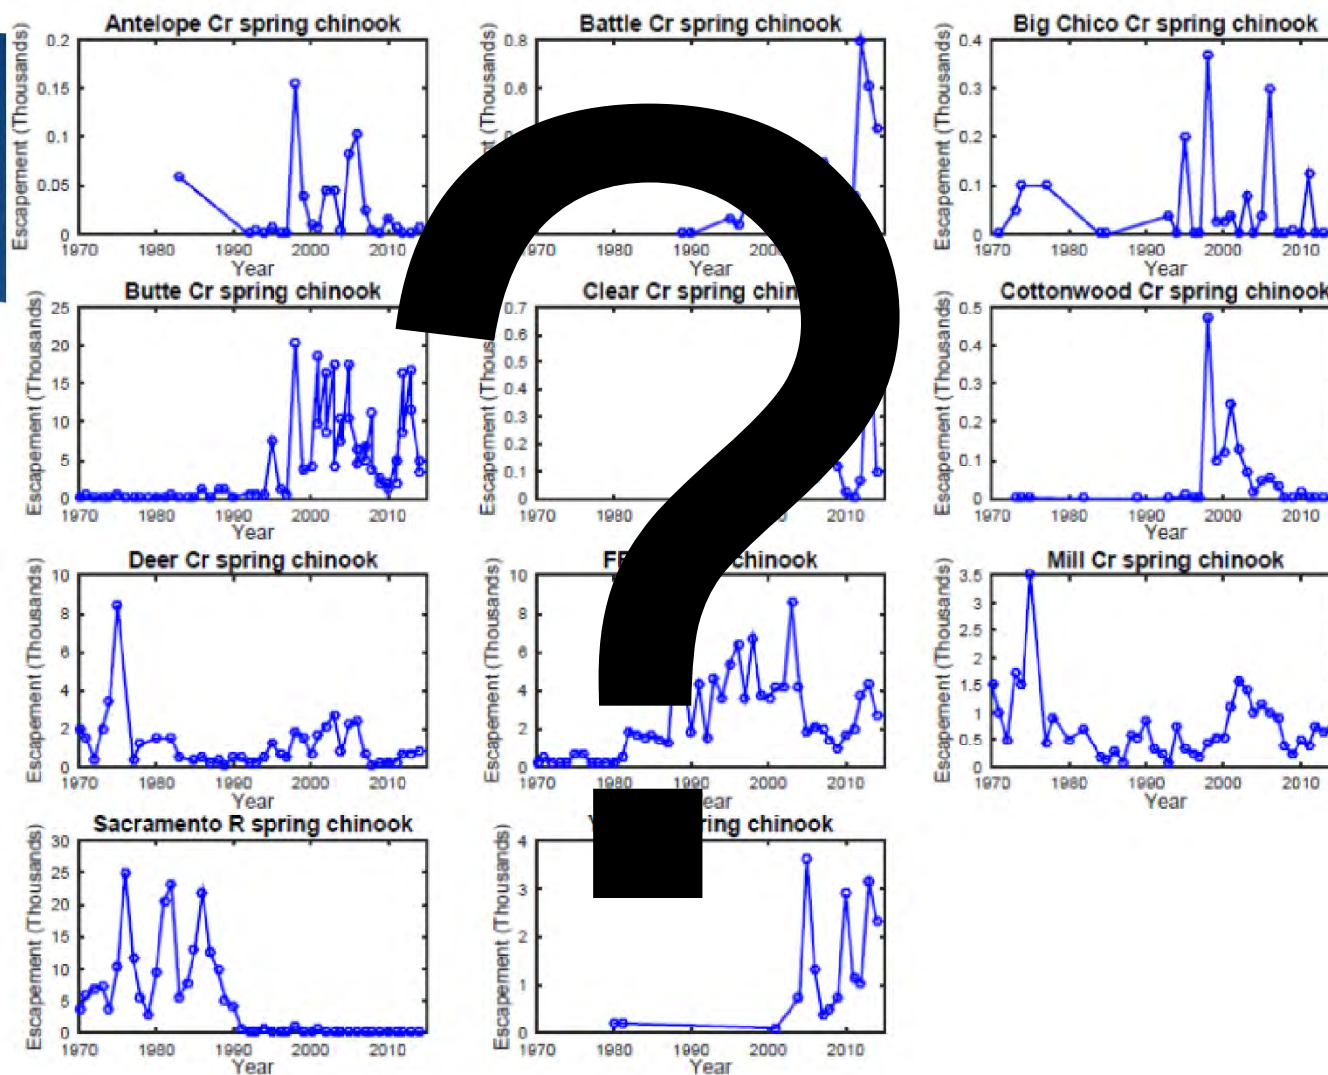 Antelope Cr spring chinook
Escapement (Thousands)
0.2
0.15
0.1
0.05
0
1970 1980 1990 2000 2010
Year
Battle Cr spring chinook
(Thousands)
0.8
0.6
1970 1980 1990 2010
Year
Big Chico Cr spring chinook
Escapement (Thousands)
0.4
0.3
0.2
0.1
0
1970 1980 1990 2000 2010
Year
Butte Cr spring chinook
Escapement (Thousands)
25
20
15
10
5
0
1970 1980 1990 2000 2010
Year
Clear Cr spring
Escapement
0.7
0.6
0.5
0.4
0.3
0.2
0.1
0
1970 1980 2000 2010
Cottonwood Cr spring chinook
Escapement (Thousands)
0.5
0.4
0.3
0.2
0.1
0
1970 1980 1990 2000 2010
Year
Deer Cr spring chinook
Escapement (Thousands)
10
8
6
4
2
0
1970 1980 1990 2000 2010
Year
chinook
Escapement (Thousands)
10
8
6
4
2
0
1970 1980 1990 2000 2010
Year
Mill Cr spring chinook
Escapement (Thousands)
3.5
3
2.5
2
1.5
1
0.5
0
1970 1980 1990 2000 2010
Year
Sacramento R spring chinook
Escapement (Thousands)
30
25
20
15
10
5
0
1970 1980 1990 2000 2010
Year
chinook
Escapement (Thousands)
4
3
2
1
0
1970 1980 1990 2000 2010
Year
?